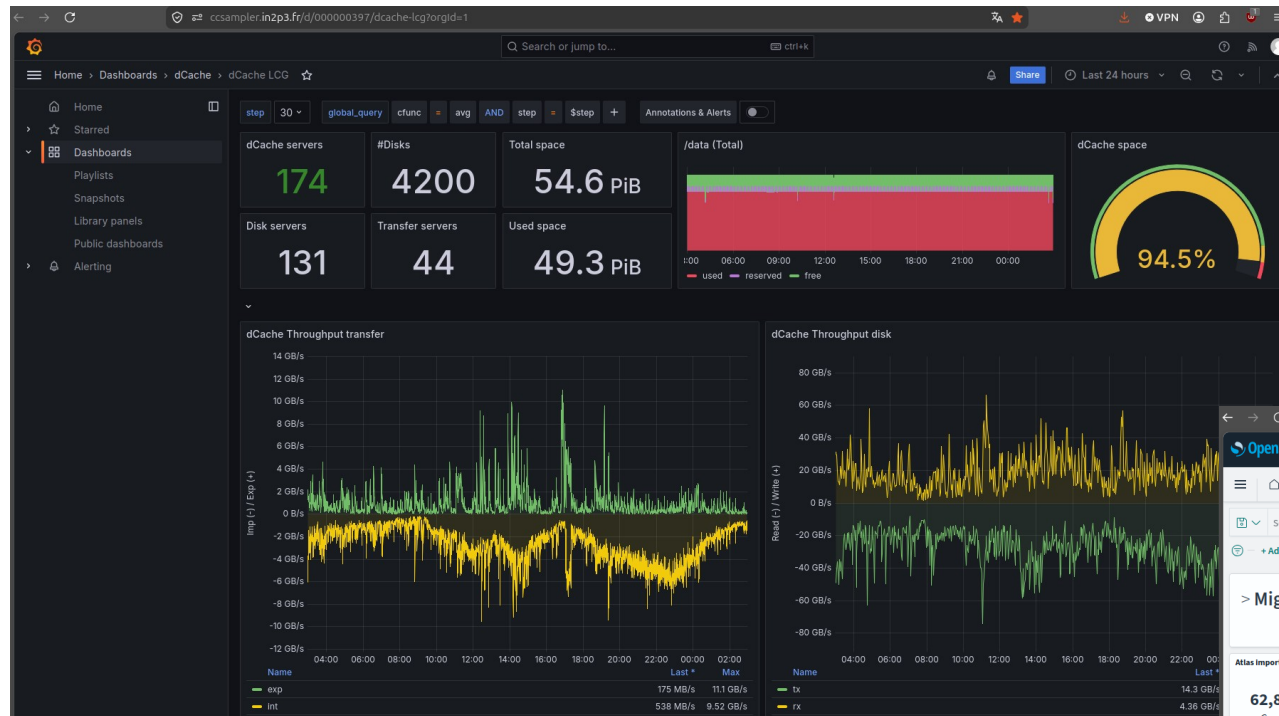 ccsampler.in2p3.fr/d/000000397/dcache-lcg?orgId=1
VPN
Search or jump to...
ctrl+k
Home › Dashboards › dCache › dCache LCG
Share
Last 24 hours
Home
Starred
Dashboards
Playlists
Snapshots
Library panels
Public dashboards
Alerting
step 30 global_query cfunc = avg AND step = $step + Annotations & Alerts
dCache servers
174
#Disks
4200
Total space
54.6 PiB
Disk servers
131
Transfer servers
44
Used space
49.3 PiB
/data (Total)
:00 06:00 09:00 12:00 15:00 18:00 21:00 00:00
used reserved free
dCache space
94.5%
dCache Throughput transfer
Imp (-) / Exp (+)
14 GB/s
12 GB/s
10 GB/s
8 GB/s
6 GB/s
4 GB/s
2 GB/s
0 B/s
-2 GB/s
-4 GB/s
-6 GB/s
-8 GB/s
-10 GB/s
-12 GB/s
04:00 06:00 08:00 10:00 12:00 14:00 16:00 18:00 20:00 22:00 00:00 02:00
Name Last * Max
exp 175 MB/s 11.1 GB/s
int 538 MB/s 9.52 GB/s
dCache Throughput disk
Read (-) / Write (+)
80 GB/s
60 GB/s
40 GB/s
20 GB/s
0 B/s
-20 GB/s
-40 GB/s
-60 GB/s
-80 GB/s
04:00 06:00 08:00 10:00 12:00 14:00 16:00 18:00 20:00 22:00 00:
Name Last *
tx 14.3 GB/s
rx 4.36 GB/s
Open
S
+ Ad
> Mig
Atlas import
62,8